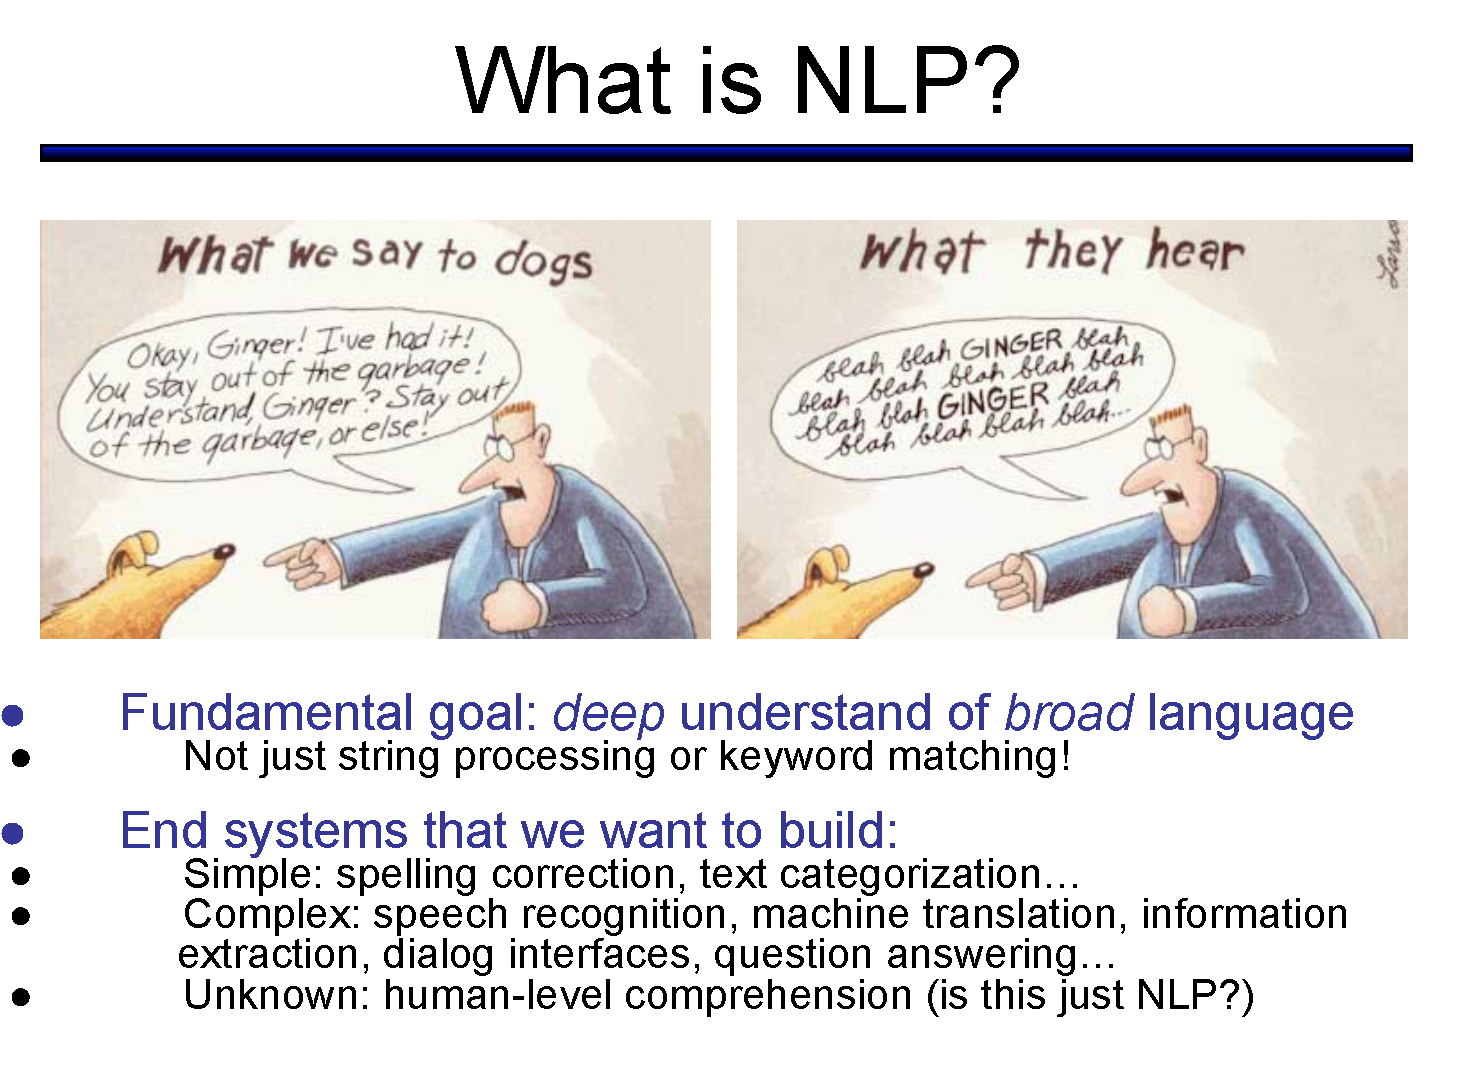 What is NLP?
What we say to dogs
Okay, Ginger! I've had it!
You stay out of the garbage!
Understand, Ginger? Stay out
of the garbage, or else!
What they hear
Larso
blah blah GINGER blah
blah blah blah blah blah
blah blah GINGER blah
blah blah blah blah...
● Fundamental goal: deep understand of broad language
● Not just string processing or keyword matching!
● End systems that we want to build:
● Simple: spelling correction, text categorization…
● Complex: speech recognition, machine translation, information
extraction, dialog interfaces, question answering…
● Unknown: human-level comprehension (is this just NLP?)